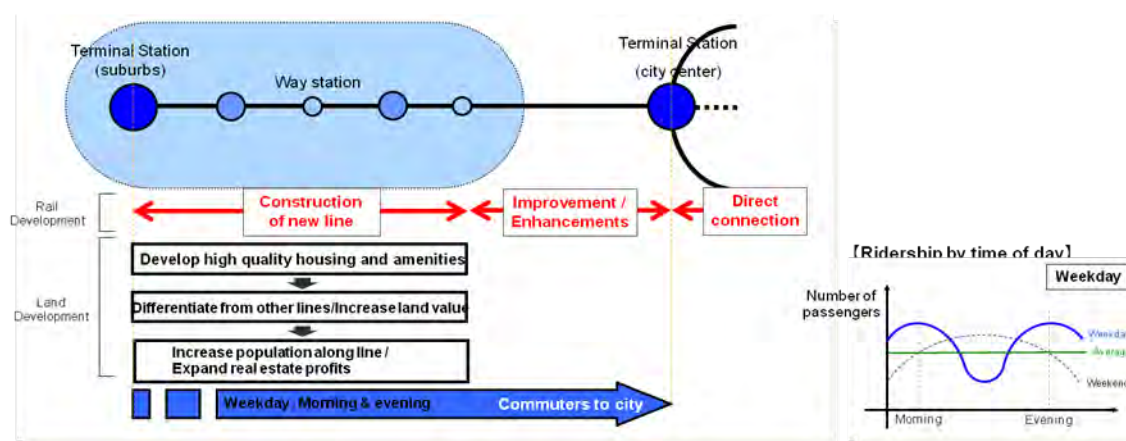 Terminal Station
(suburbs)
Way station
Terminal Station
(city center)
Rail
Development
Construction
of new line
Improvement /
Enhancements
Direct
connection
Land
Development
Develop high quality housing and amenities
Differentiate from other lines/Increase land value
Increase population along line /
Expand real estate profits
Weekday, Morning & evening
Commuters to city
【Ridership by time of day】
Weekday
Number of
passengers
Weekda
Averag
Weekend
Morning
Evening